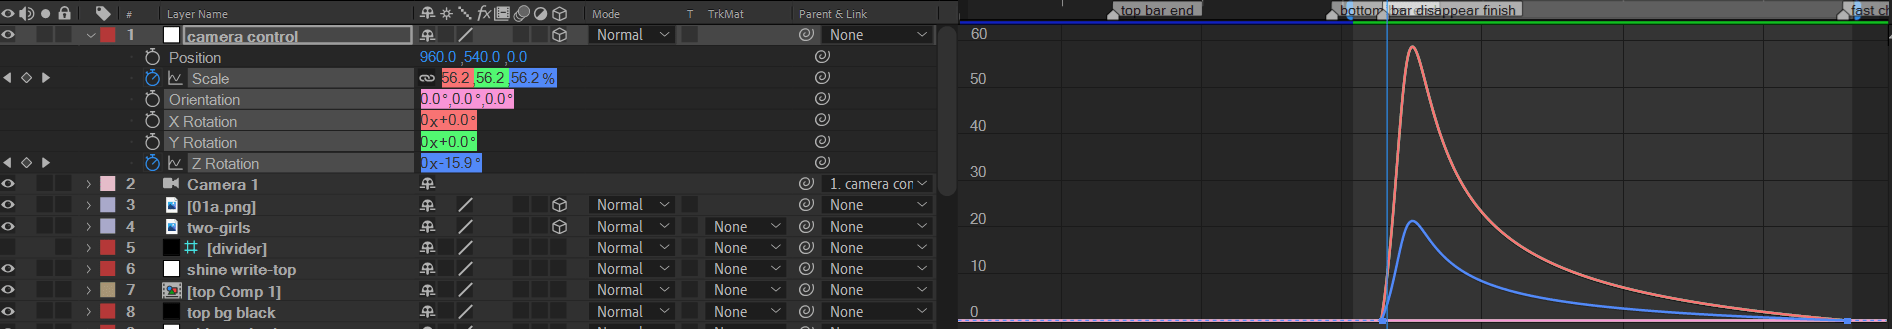 # Layer Name fx Mode T TrkMat Parent & Link
top bar end bottom bar disappear finish fast ch
1 camera control Normal None
Position 960.0 ,540.0 ,0.0
Scale 56.2 ,56.2 ,56.2 %
Orientation 0.0°,0.0°,0.0°
X Rotation 0x+0.0°
Y Rotation 0x+0.0°
Z Rotation 0x-15.9°
2 Camera 1 1. camera con
3 [01a.png] Normal None
4 two-girls Normal None None
5 [divider] Normal None None
6 shine write-top Normal None None
7 [top Comp 1] Normal None None
8 top bg black Normal None None
60
50
40
30
20
10
0